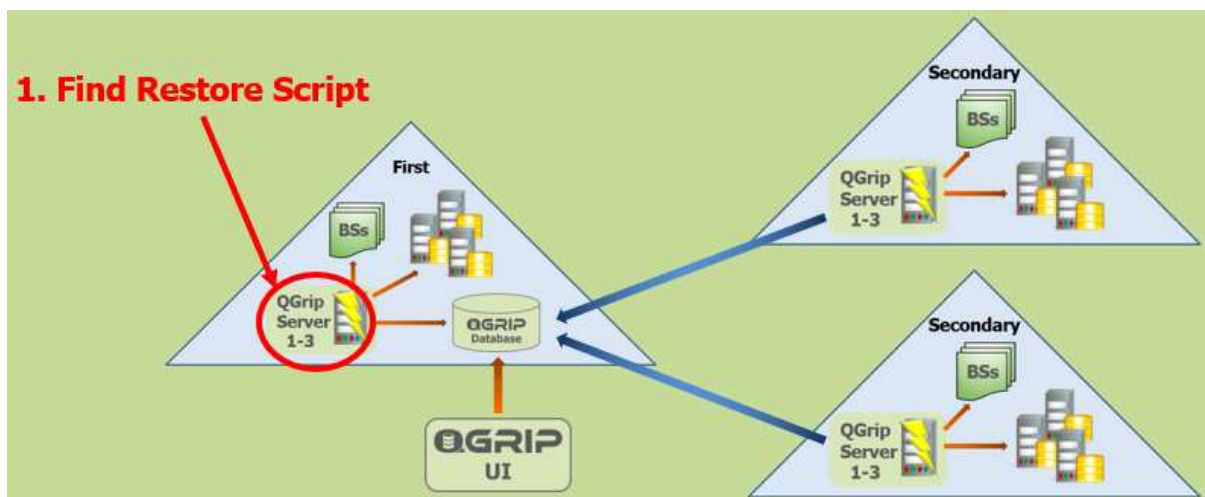 1. Find Restore Script
First
BSs
QGrip
Server
1-3
QGRIP
Database
QGRIP
UI
Secondary
BSs
QGrip
Server
1-3
Secondary
BSs
QGrip
Server
1-3